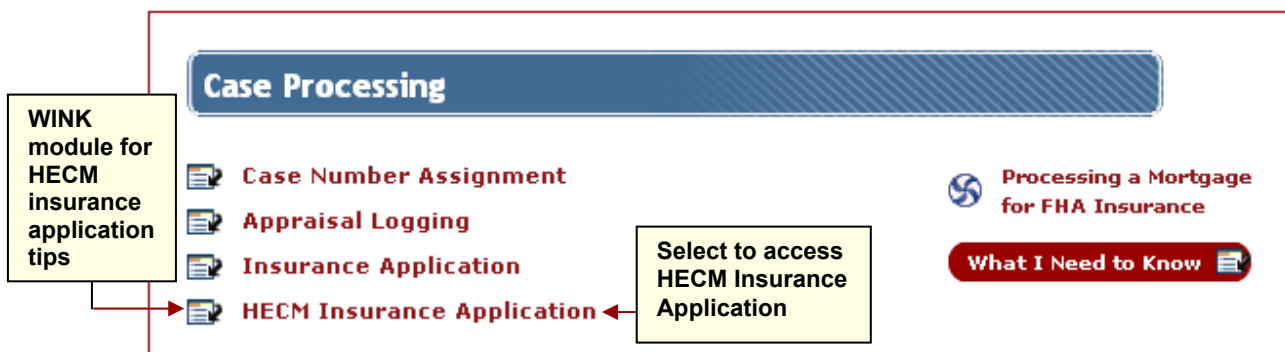 Case Processing
WINK
module for
HECM
insurance
application
tips
Case Number Assignment
Appraisal Logging
Insurance Application
HECM Insurance Application
Select to access
HECM Insurance
Application
Processing a Mortgage
for FHA Insurance
What I Need to Know